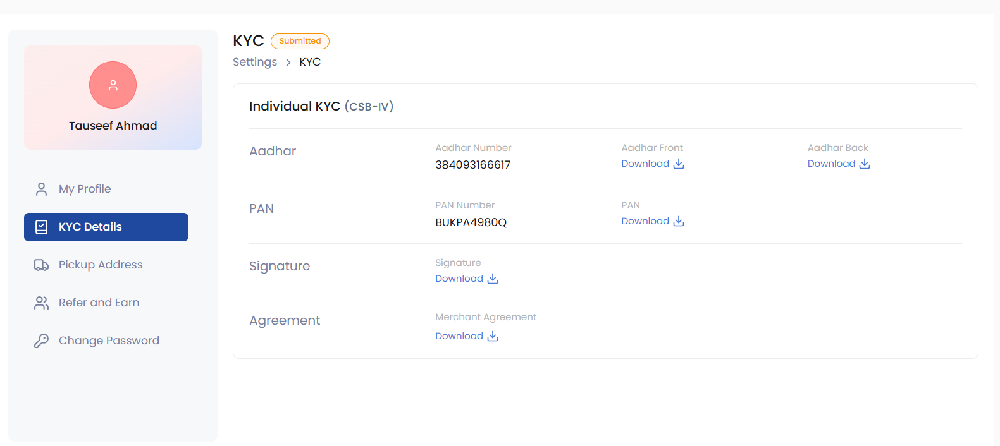 Tauseef Ahmad
My Profile
KYC Details
Pickup Address
Refer and Earn
Change Password
KYC Submitted
Settings > KYC
Individual KYC (CSB-IV)
Aadhar
Aadhar Number
384093166617
Aadhar Front
Download
Aadhar Back
Download
PAN
PAN Number
BUKPA4980Q
PAN
Download
Signature
Signature
Download
Agreement
Merchant Agreement
Download